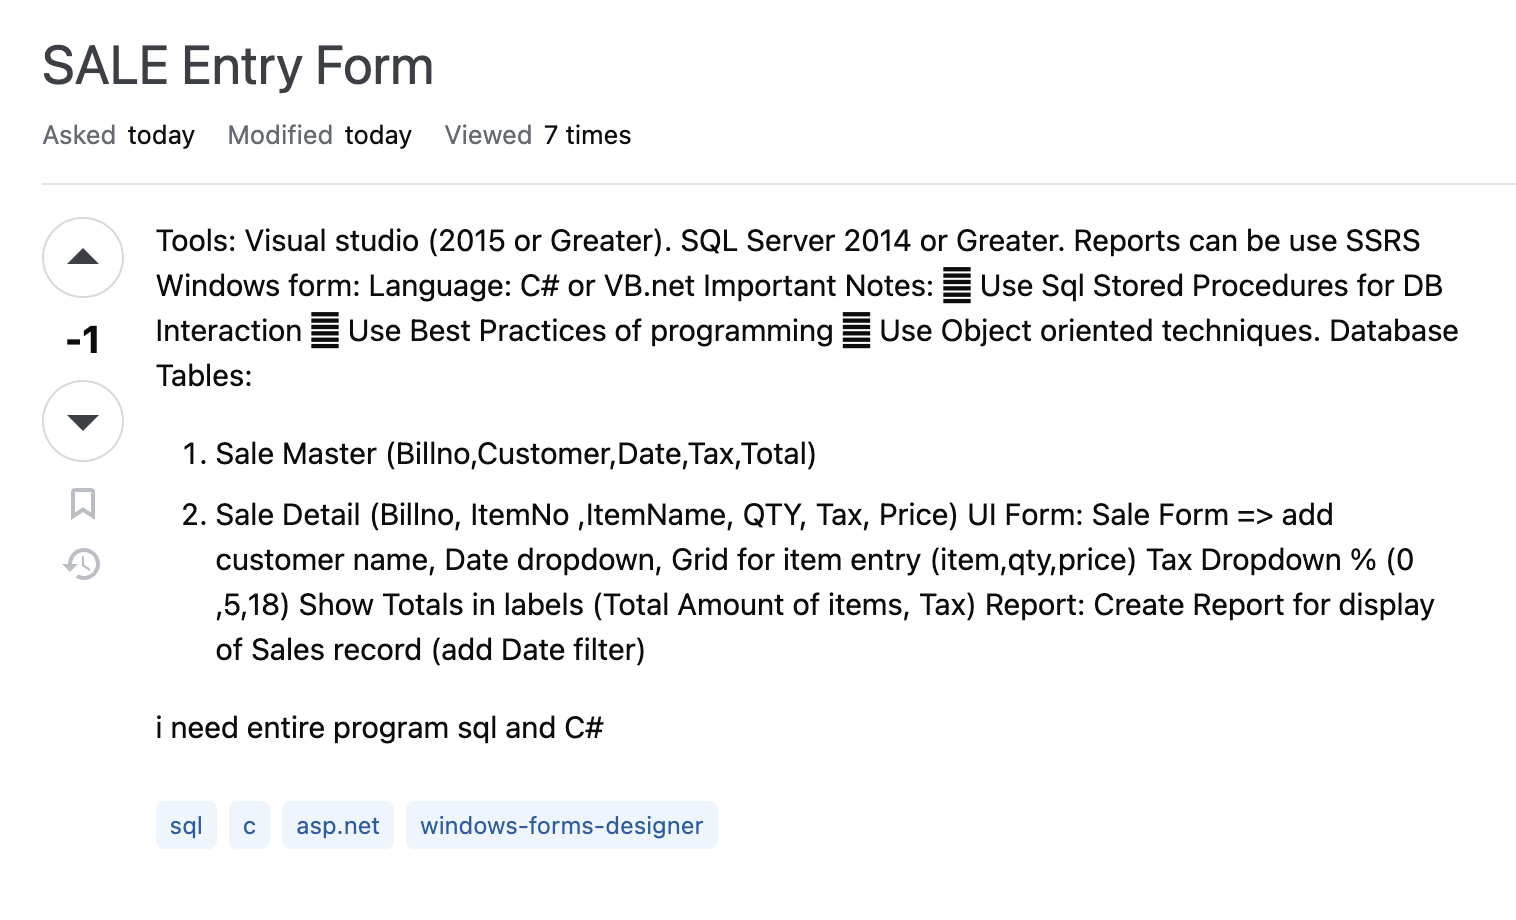 SALE Entry Form
Asked today Modified today Viewed 7 times
Tools: Visual studio (2015 or Greater). SQL Server 2014 or Greater. Reports can be use SSRS
Windows form: Language: C# or VB.net Important Notes: Use Sql Stored Procedures for DB
-1
Interaction Use Best Practices of programming Use Object oriented techniques. Database
Tables:
1. Sale Master (Billno,Customer,Date,Tax,Total)
2. Sale Detail (Billno, ItemNo ,ItemName, QTY, Tax, Price) UI Form: Sale Form => add
customer name, Date dropdown, Grid for item entry (item,qty,price) Tax Dropdown % (0
,5,18) Show Totals in labels (Total Amount of items, Tax) Report: Create Report for display
of Sales record (add Date filter)
i need entire program sql and C#
sql c asp.net windows-forms-designer